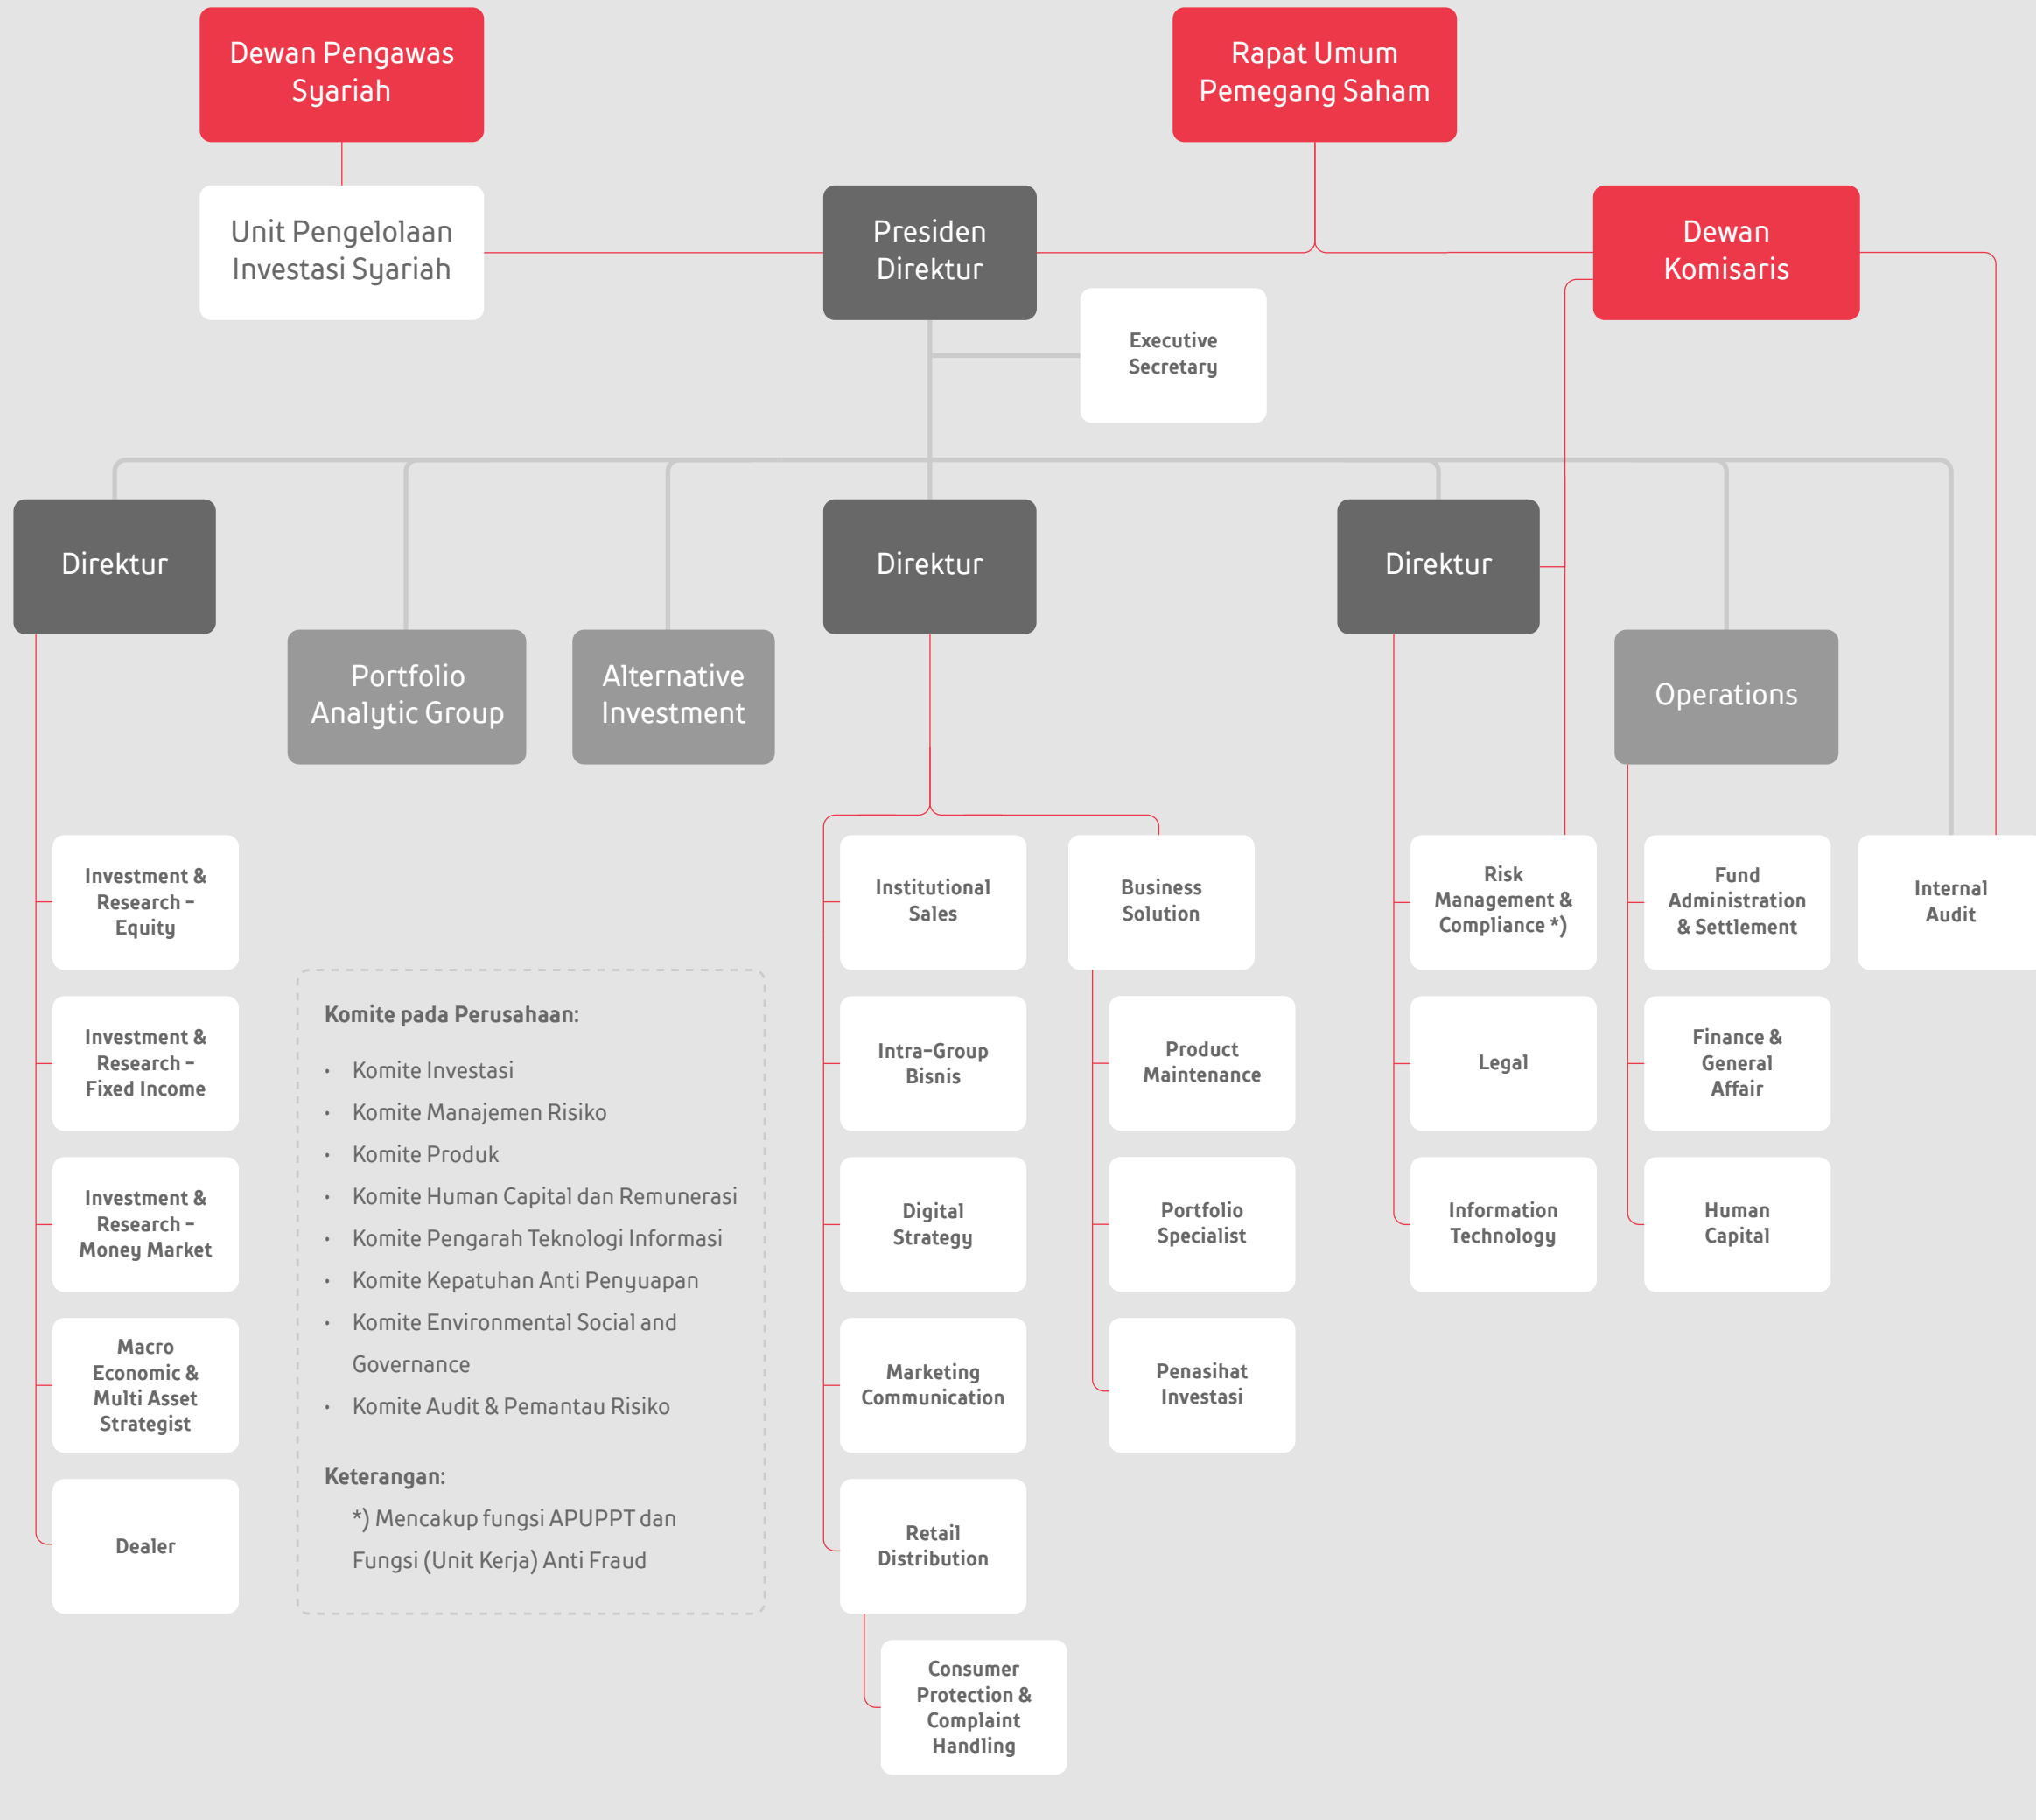 Dewan Pengawas
Syariah
Rapat Umum
Pemegang Saham
Unit Pengelolaan
Investasi Syariah
Presiden
Direktur
Dewan
Komisaris
Executive
Secretary
Direktur
Direktur
Direktur
Portfolio
Analytic Group
Alternative
Investment
Operations
Investment &
Research -
Equity
Investment &
Research -
Fixed Income
Investment &
Research -
Money Market
Macro
Economic &
Multi Asset
Strategist
Dealer
Komite pada Perusahaan:
• Komite Investasi
• Komite Manajemen Risiko
• Komite Produk
• Komite Human Capital dan Remunerasi
• Komite Pengarah Teknologi Informasi
• Komite Kepatuhan Anti Penyuapan
• Komite Environmental Social and
Governance
• Komite Audit & Pemantau Risiko
Keterangan:
*) Mencakup fungsi APUPPT dan
Fungsi (Unit Kerja) Anti Fraud
Institutional
Sales
Intra-Group
Bisnis
Digital
Strategy
Marketing
Communication
Retail
Distribution
Consumer
Protection &
Complaint
Handling
Business
Solution
Product
Maintenance
Portfolio
Specialist
Penasihat
Investasi
Risk
Management &
Compliance *)
Legal
Information
Technology
Fund
Administration
& Settlement
Finance &
General
Affair
Human
Capital
Internal
Audit